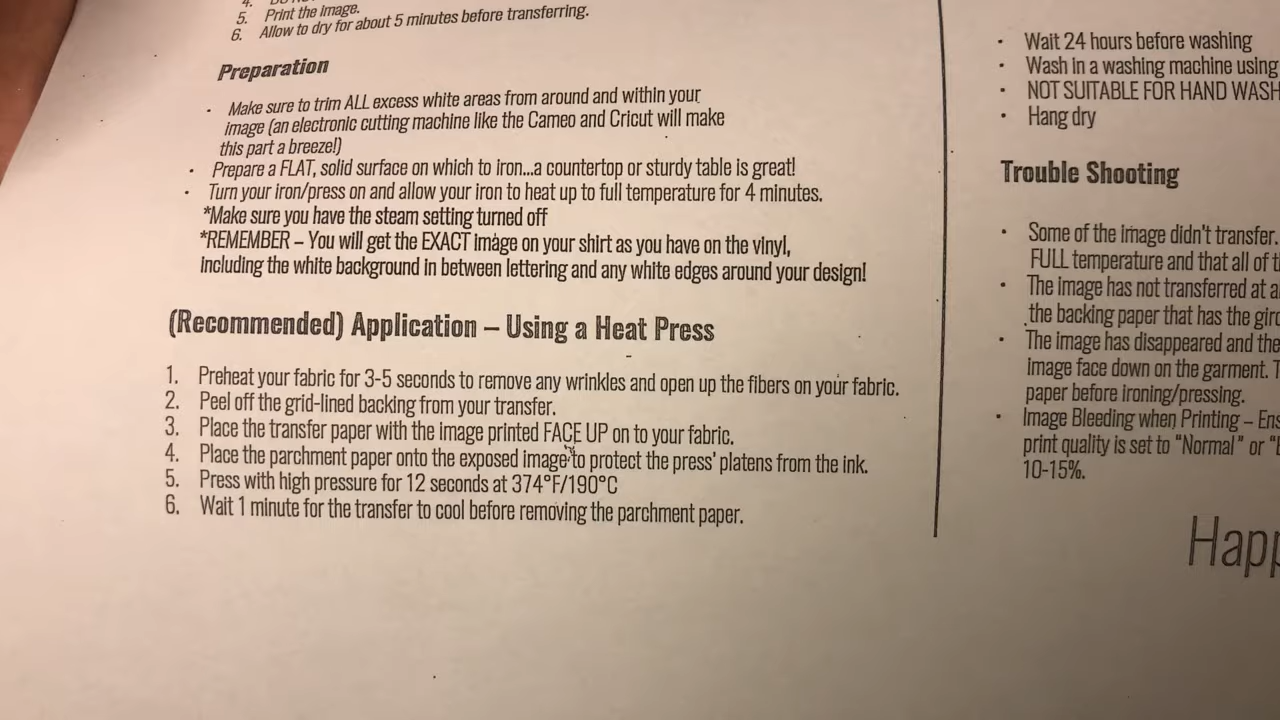 5. Print the image.
6. Allow to dry for about 5 minutes before transferring.
Preparation
• Make sure to trim ALL excess white areas from around and within your
image (an electronic cutting machine like the Cameo and Cricut will make
this part a breeze!)
• Prepare a FLAT, solid surface on which to iron...a countertop or sturdy table is great!
• Turn your iron/press on and allow your iron to heat up to full temperature for 4 minutes.
*Make sure you have the steam setting turned off
*REMEMBER – You will get the EXACT image on your shirt as you have on the vinyl,
including the white background in between lettering and any white edges around your design!
(Recommended) Application – Using a Heat Press
1. Preheat your fabric for 3-5 seconds to remove any wrinkles and open up the fibers on your fabric.
2. Peel off the grid-lined backing from your transfer.
3. Place the transfer paper with the image printed FACE UP on to your fabric.
4. Place the parchment paper onto the exposed image to protect the press' platens from the ink.
5. Press with high pressure for 12 seconds at 374°F/190°C
6. Wait 1 minute for the transfer to cool before removing the parchment paper.
• Wait 24 hours before washing
• Wash in a washing machine using
• NOT SUITABLE FOR HAND WASH
• Hang dry
Trouble Shooting
• Some of the image didn't transfer.
FULL temperature and that all of
• The image has not transferred at
the backing paper that has the
• The image has disappeared and the
image face down on the garment.
paper before ironing/pressing.
• Image Bleeding when Printing –
print quality is set to "Normal" or
10-15%.